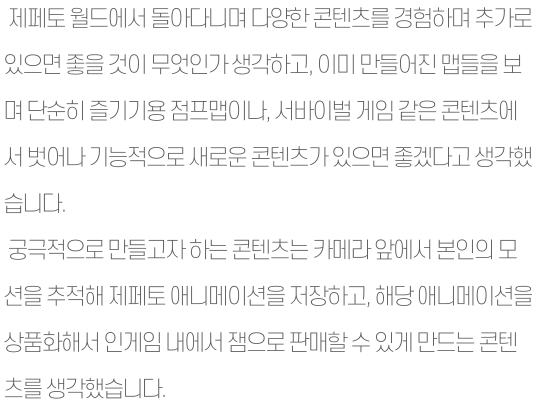 제페토 월드에서 돌아다니며 다양한 콘텐츠를 경험하며 추가로
있으면 좋을 것이 무엇인가 생각하고, 이미 만들어진 맵들을 보
며 단순히 즐기기용 점프맵이나, 서바이벌 게임 같은 콘텐츠에
서 벗어나 기능적으로 새로운 콘텐츠가 있으면 좋겠다고 생각했
습니다.
궁극적으로 만들고자 하는 콘텐츠는 카메라 앞에서 본인의 모
션을 추적해 제페토 애니메이션을 저장하고, 해당 애니메이션을
상품화해서 인게임 내에서 잼으로 판매할 수 있게 만드는 콘텐
츠를 생각했습니다.